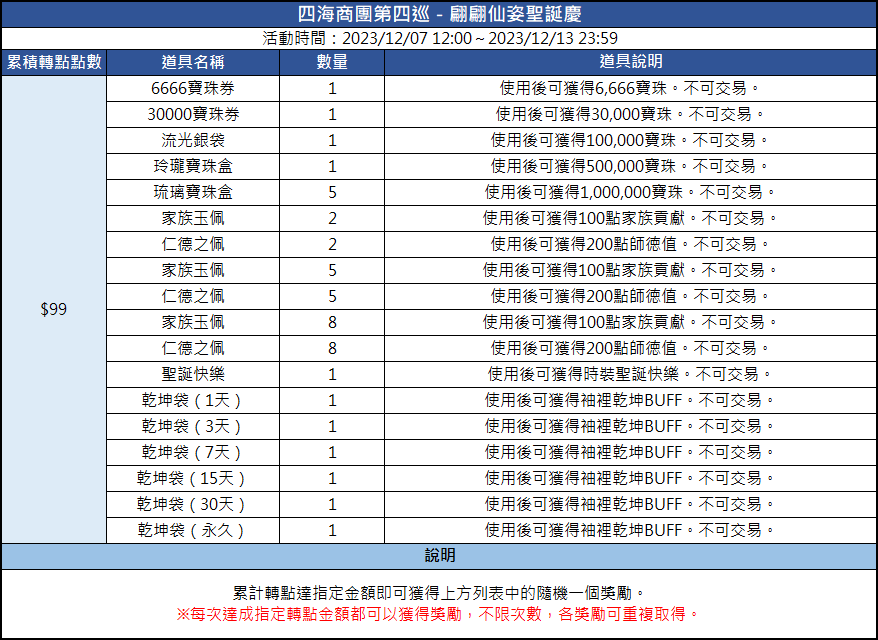 四海商團第四巡 - 翩翩仙姿聖誕慶
活動時間：2023/12/07 12:00 ~ 2023/12/13 23:59
累積轉點點數 道具名稱 數量 道具說明
$99
6666寶珠券 1 使用後可獲得6,666寶珠。不可交易。
30000寶珠券 1 使用後可獲得30,000寶珠。不可交易。
流光銀袋 1 使用後可獲得100,000寶珠。不可交易。
玲瓏寶珠盒 1 使用後可獲得500,000寶珠。不可交易。
琉璃寶珠盒 5 使用後可獲得1,000,000寶珠。不可交易。
家族玉佩 2 使用後可獲得100點家族貢獻。不可交易。
仁德之佩 2 使用後可獲得200點師德值。不可交易。
家族玉佩 5 使用後可獲得100點家族貢獻。不可交易。
仁德之佩 5 使用後可獲得200點師德值。不可交易。
家族玉佩 8 使用後可獲得100點家族貢獻。不可交易。
仁德之佩 8 使用後可獲得200點師德值。不可交易。
聖誕快樂 1 使用後可獲得時裝聖誕快樂。不可交易。
乾坤袋（1天） 1 使用後可獲得袖裡乾坤BUFF。不可交易。
乾坤袋（3天） 1 使用後可獲得袖裡乾坤BUFF。不可交易。
乾坤袋（7天） 1 使用後可獲得袖裡乾坤BUFF。不可交易。
乾坤袋（15天） 1 使用後可獲得袖裡乾坤BUFF。不可交易。
乾坤袋（30天） 1 使用後可獲得袖裡乾坤BUFF。不可交易。
乾坤袋（永久） 1 使用後可獲得袖裡乾坤BUFF。不可交易。
說明
累計轉點達指定金額即可獲得上方列表中的隨機一個獎勵。
※每次達成指定轉點金額都可以獲得獎勵，不限次數，各獎勵可重複取得。